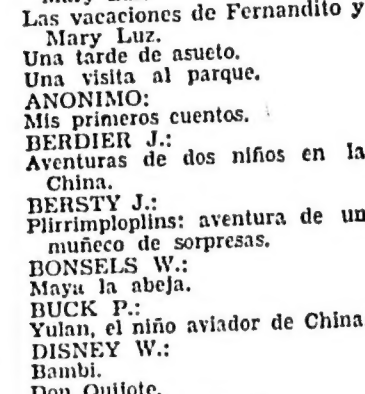 Las vacaciones de Fernandito y
Mary Luz.
Una tarde de asueto.
Una visita al parque.
ANONIMO:
Mis primeros cuentos.
BERDIER J.:
Aventuras de dos niños en la
China.
BERSTY J.:
Plirrimploplins: aventura de un
muñeco de sorpresas.
BONSELS W.:
Maya la abeja.
BUCK P.:
Yulan, el niño aviador de China
DISNEY W.:
Bambi.
Don Quijote.